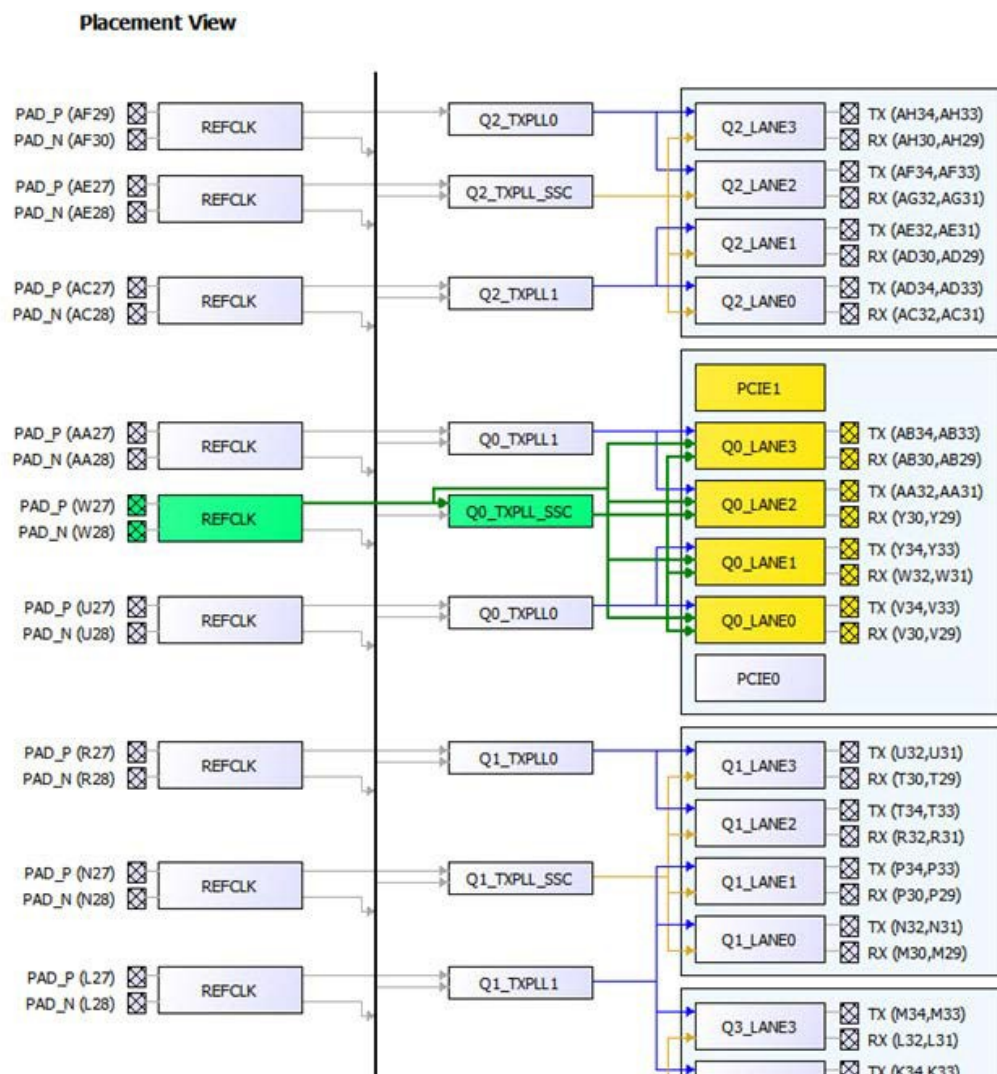 Placement View
PAD_P (AF29)
PAD_N (AF30)
REFCLK
Q2_TXPLL0
Q2_LANE3
TX (AH34,AH33)
RX (AH30,AH29)
PAD_P (AE27)
PAD_N (AE28)
REFCLK
Q2_TXPLL_SSC
Q2_LANE2
TX (AF34,AF33)
RX (AG32,AG31)
Q2_LANE1
TX (AE32,AE31)
RX (AD30,AD29)
PAD_P (AC27)
PAD_N (AC28)
REFCLK
Q2_TXPLL1
Q2_LANE0
TX (AD34,AD33)
RX (AC32,AC31)
PCIE1
PAD_P (AA27)
PAD_N (AA28)
REFCLK
Q0_TXPLL1
Q0_LANE3
TX (AB34,AB33)
RX (AB30,AB29)
PAD_P (W27)
PAD_N (W28)
REFCLK
Q0_TXPLL_SSC
Q0_LANE2
TX (AA32,AA31)
RX (Y30,Y29)
Q0_LANE1
TX (Y34,Y33)
RX (W32,W31)
PAD_P (U27)
PAD_N (U28)
REFCLK
Q0_TXPLL0
Q0_LANE0
TX (V34,V33)
RX (V30,V29)
PCIE0
PAD_P (R27)
PAD_N (R28)
REFCLK
Q1_TXPLL0
Q1_LANE3
TX (U32,U31)
RX (T30,T29)
Q1_LANE2
TX (T34,T33)
RX (R32,R31)
PAD_P (N27)
PAD_N (N28)
REFCLK
Q1_TXPLL_SSC
Q1_LANE1
TX (P34,P33)
RX (P30,P29)
Q1_LANE0
TX (N32,N31)
RX (M30,M29)
PAD_P (L27)
PAD_N (L28)
REFCLK
Q1_TXPLL1
Q3_LANE3
TX (M34,M33)
RX (L32,L31)
TX (K34,K33)